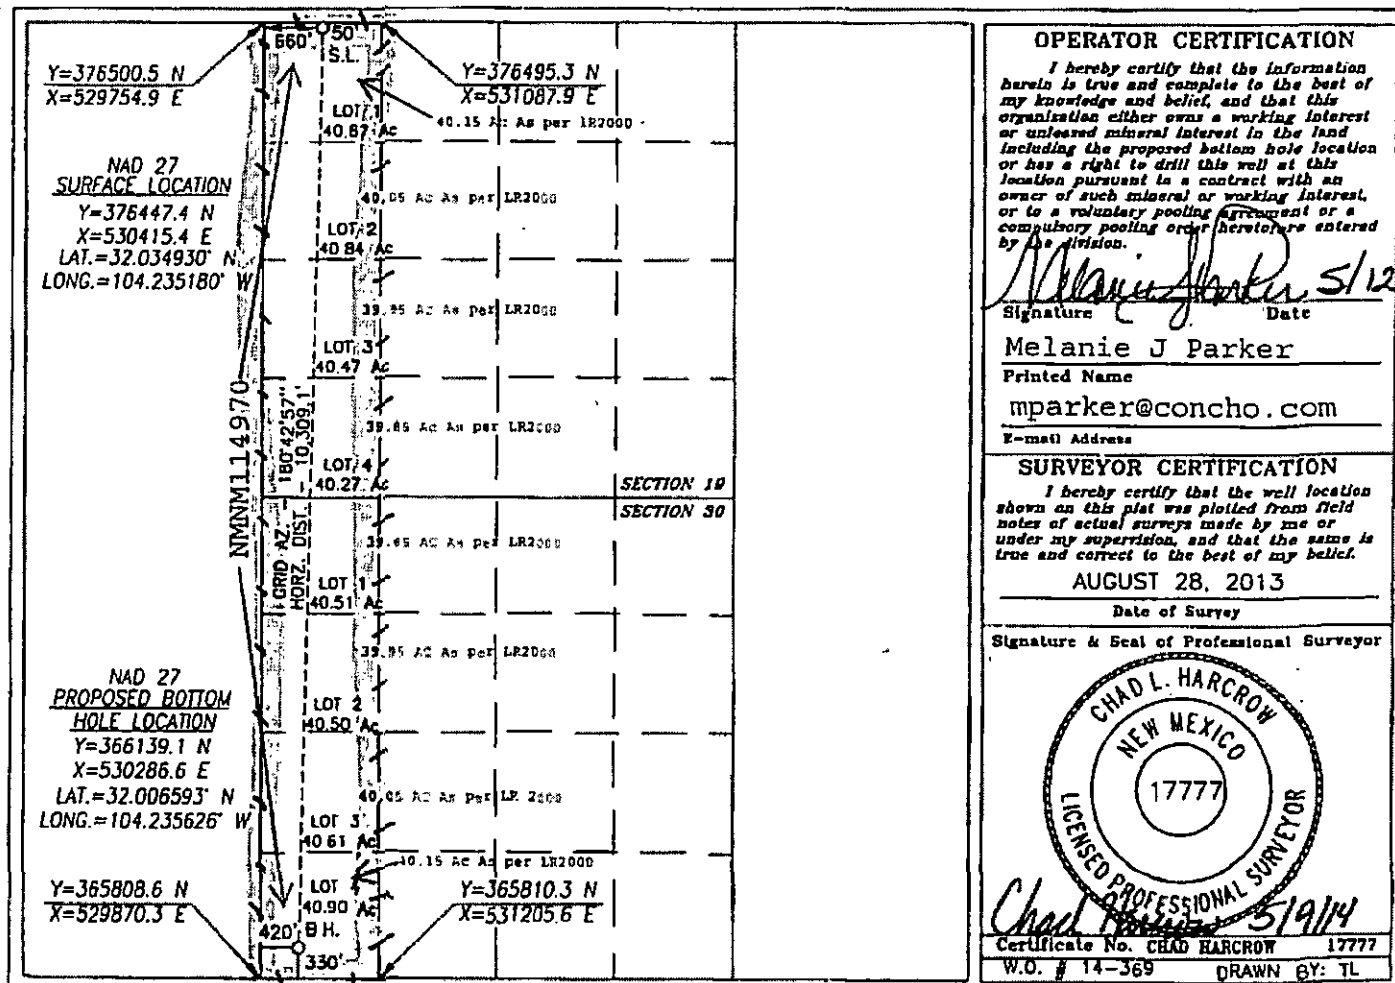 660'
50'
S.L.
Y=376500.5 N
X=529754.9 E
Y=376495.3 N
X=531087.9 E
LOT 1
40.87 Ac
40.15 Ac As per LR2000
NAD 27
SURFACE LOCATION
Y=376447.4 N
X=530415.4 E
LAT.=32.034930° N
LONG.=104.235180° W
40.05 Ac As per LR2000
LOT 2
40.84 Ac
39.95 Ac As per LR2000
LOT 3
40.47 Ac
NMNM114970
GRID AZ. - 180°42'57"
HORZ. DIST. - 10,309.1'
39.85 Ac As per LR2000
LOT 4
40.27 Ac
SECTION 19
SECTION 30
As per LR2000
LOT 1
40.51 Ac
39.95 AC As per LR2000
LOT 2
40.50 Ac
NAD 27
PROPOSED BOTTOM
HOLE LOCATION
Y=366139.1 N
X=530286.6 E
LAT.=32.006593° N
LONG.=104.235626° W
40.05 AC As per LR 2000
LOT 3
40.61 Ac
40.15 Ac As per LR2000
LOT
40.90 Ac
Y=365808.6 N
X=529870.3 E
Y=365810.3 N
X=531205.6 E
420'
B.H.
330'
OPERATOR CERTIFICATION
I hereby certify that the information
herein is true and complete to the best of
my knowledge and belief, and that this
organization either owns a working interest
or unleased mineral interest in the land
including the proposed bottom hole location
or has a right to drill this well at this
location pursuant to a contract with an
owner of such mineral or working interest,
or to a voluntary pooling agreement or a
compulsory pooling order heretofore entered
by the division.
Melanie J Parker 5/12
Signature Date
Melanie J Parker
Printed Name
mparker@concho.com
E-mail Address
SURVEYOR CERTIFICATION
I hereby certify that the well location
shown on this plat was plotted from field
notes of actual surveys made by me or
under my supervision, and that the same is
true and correct to the best of my belief.
AUGUST 28, 2013
Date of Survey
Signature & Seal of Professional Surveyor
CHAD L. HARCROW
NEW MEXICO
17777
LICENSED PROFESSIONAL SURVEYOR
Chad Harcrow 5/9/14
Certificate No. CHAD HARCROW 17777
W.O. # 14-369 DRAWN BY: TL